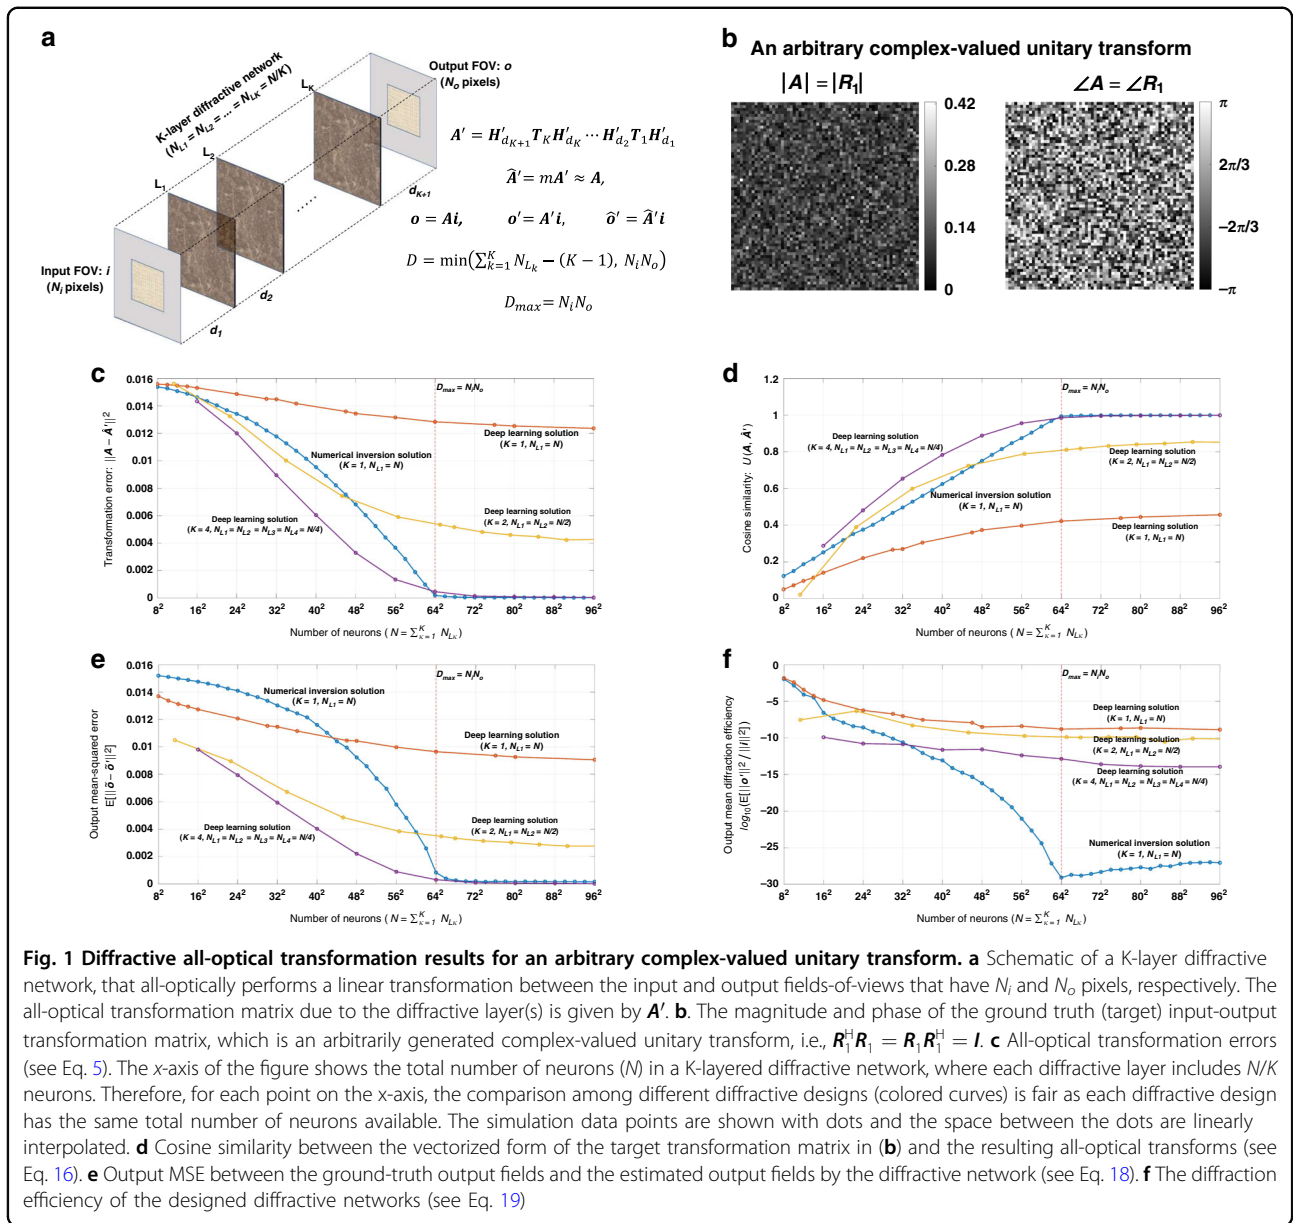 a
K-layer diffractive network
(N_L1 = N_L2 = ... = N_LK = N/K)
Output FOV: o
(N_o pixels)
L_K
L_2
L_1
.....
d_K+1
Input FOV: i
(N_i pixels)
d_2
d_1
A′ = H′_d_K+1 T_K H′_d_K ⋯ H′_d_2 T_1 H′_d_1
Â′ = mA′ ≈ A,
o = Ai, o′ = A′i, ô′ = Â′i
D = min(∑_{k=1}^{K} N_L_k − (K − 1), N_i N_o)
D_max = N_i N_o
b
An arbitrary complex-valued unitary transform
|A| = |R_1|
∠A = ∠R_1
0.42
0.28
0.14
0
π
2π/3
−2π/3
−π
c
Transformation error: ||A − Â′||²
0.016
0.014
0.012
0.01
0.008
0.006
0.004
0.002
0
D_max = N_iN_o
Deep learning solution
(K = 1, N_L1 = N)
Numerical inversion solution
(K = 1, N_L1 = N)
Deep learning solution
(K = 2, N_L1 = N_L2 = N/2)
Deep learning solution
(K = 4, N_L1 = N_L2 = N_L3 = N_L4 = N/4)
8² 16² 24² 32² 40² 48² 56² 64² 72² 80² 88² 96²
Number of neurons ( N = Σ_{κ=1}^{K} N_Lκ)
d
Cosine similarity: U(A, Â′)
1.2
1
0.8
0.6
0.4
0.2
0
D_max = N_iN_o
Deep learning solution
(K = 4, N_L1 = N_L2 = N_L3 = N_L4 = N/4)
Deep learning solution
(K = 2, N_L1 = N_L2 = N/2)
Numerical inversion solution
(K = 1, N_L1 = N)
Deep learning solution
(K = 1, N_L1 = N)
8² 16² 24² 32² 40² 48² 56² 64² 72² 80² 88² 96²
Number of neurons ( N = Σ_{κ=1}^{K} N_Lκ)
e
Output mean-squared error
E[||õ − õ′||²]
0.016
0.014
0.012
0.01
0.008
0.006
0.004
0.002
0
D_max = N_iN_o
Numerical inversion solution
(K = 1, N_L1 = N)
Deep learning solution
(K = 1, N_L1 = N)
Deep learning solution
(K = 2, N_L1 = N_L2 = N/2)
Deep learning solution
(K = 4, N_L1 = N_L2 = N_L3 = N_L4 = N/4)
8² 16² 24² 32² 40² 48² 56² 64² 72² 80² 88² 96²
Number of neurons ( N = Σ_{κ=1}^{K} N_Lκ)
f
Output mean diffraction efficiency
log₁₀(E[||o′||² / ||i||²])
0
−5
−10
−15
−20
−25
−30
D_max = N_iN_o
Deep learning solution
(K = 1, N_L1 = N)
Deep learning solution
(K = 2, N_L1 = N_L2 = N/2)
Deep learning solution
(K = 4, N_L1 = N_L2 = N_L3 = N_L4 = N/4)
Numerical inversion solution
(K = 1, N_L1 = N)
8² 16² 24² 32² 40² 48² 56² 64² 72² 80² 88² 96²
Number of neurons ( N = Σ_{κ=1}^{K} N_Lκ)
Fig. 1 Diffractive all-optical transformation results for an arbitrary complex-valued unitary transform. a Schematic of a K-layer diffractive
network, that all-optically performs a linear transformation between the input and output fields-of-views that have N_i and N_o pixels, respectively. The
all-optical transformation matrix due to the diffractive layer(s) is given by A′. b. The magnitude and phase of the ground truth (target) input-output
transformation matrix, which is an arbitrarily generated complex-valued unitary transform, i.e., R_1^H R_1 = R_1 R_1^H = I. c All-optical transformation errors
(see Eq. 5). The x-axis of the figure shows the total number of neurons (N) in a K-layered diffractive network, where each diffractive layer includes N/K
neurons. Therefore, for each point on the x-axis, the comparison among different diffractive designs (colored curves) is fair as each diffractive design
has the same total number of neurons available. The simulation data points are shown with dots and the space between the dots are linearly
interpolated. d Cosine similarity between the vectorized form of the target transformation matrix in (b) and the resulting all-optical transforms (see
Eq. 16). e Output MSE between the ground-truth output fields and the estimated output fields by the diffractive network (see Eq. 18). f The diffraction
efficiency of the designed diffractive networks (see Eq. 19)